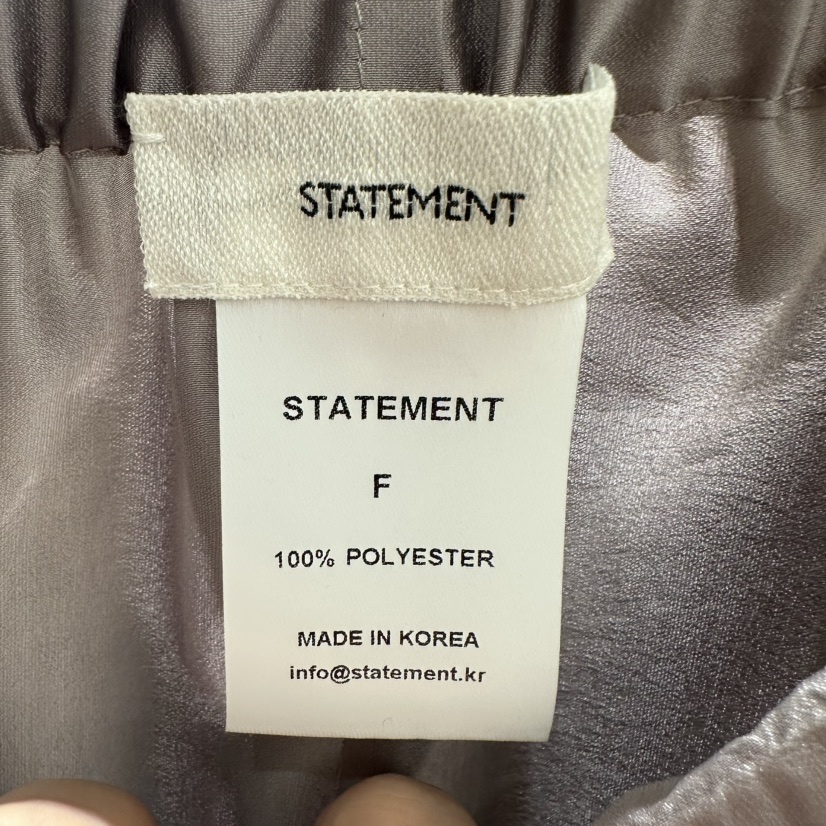 STATEMENT
STATEMENT
F
100% POLYESTER
MADE IN KOREA
info@statement.kr